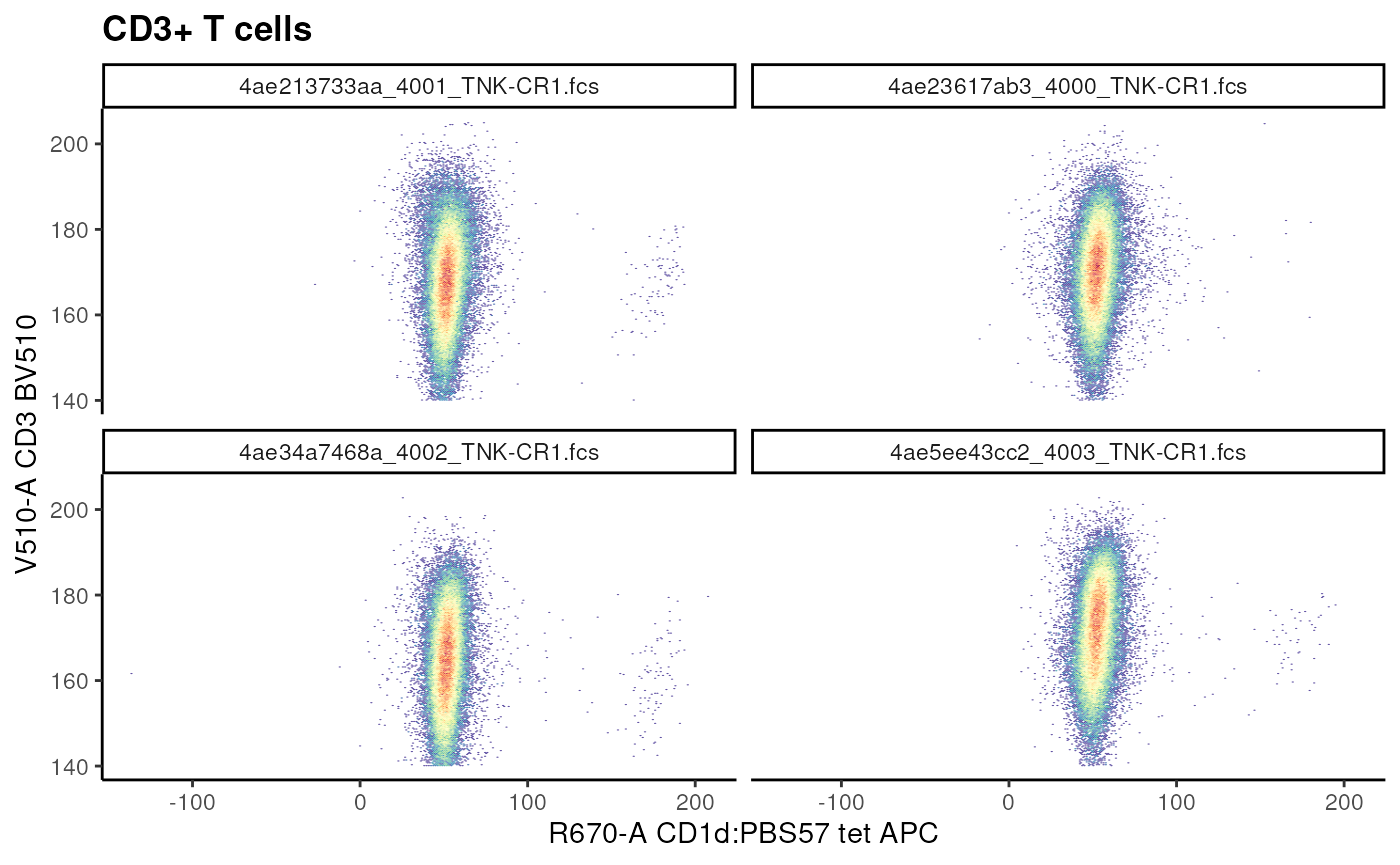 CD3+ T cells
4ae213733aa_4001_TNK-CR1.fcs
4ae23617ab3_4000_TNK-CR1.fcs
200
180
160
140
4ae34a7468a_4002_TNK-CR1.fcs
4ae5ee43cc2_4003_TNK-CR1.fcs
200
180
160
140
V510-A CD3 BV510
-100 0 100 200
-100 0 100 200
R670-A CD1d:PBS57 tet APC